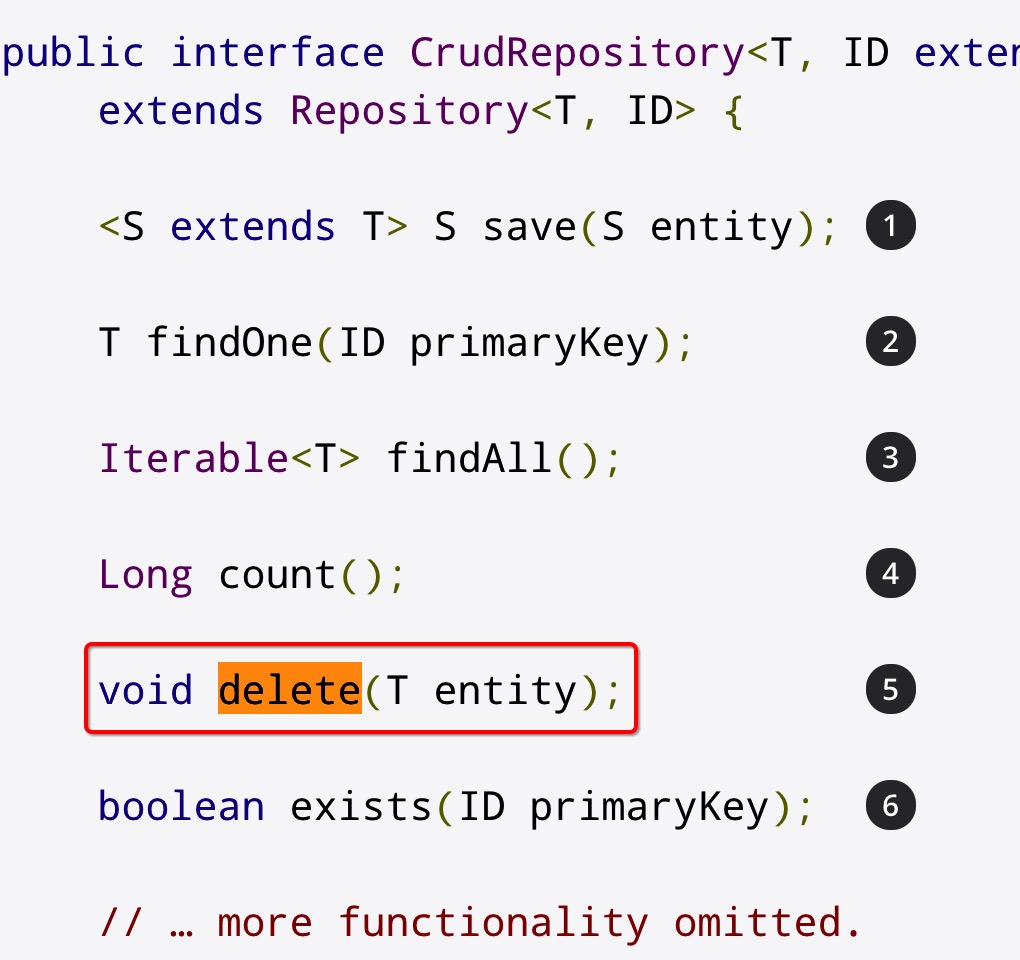 public interface CrudRepository<T, ID exten
extends Repository<T, ID> {
<S extends T> S save(S entity); 1
T findOne(ID primaryKey); 2
Iterable<T> findAll(); 3
Long count(); 4
void delete(T entity); 5
boolean exists(ID primaryKey); 6
// … more functionality omitted.